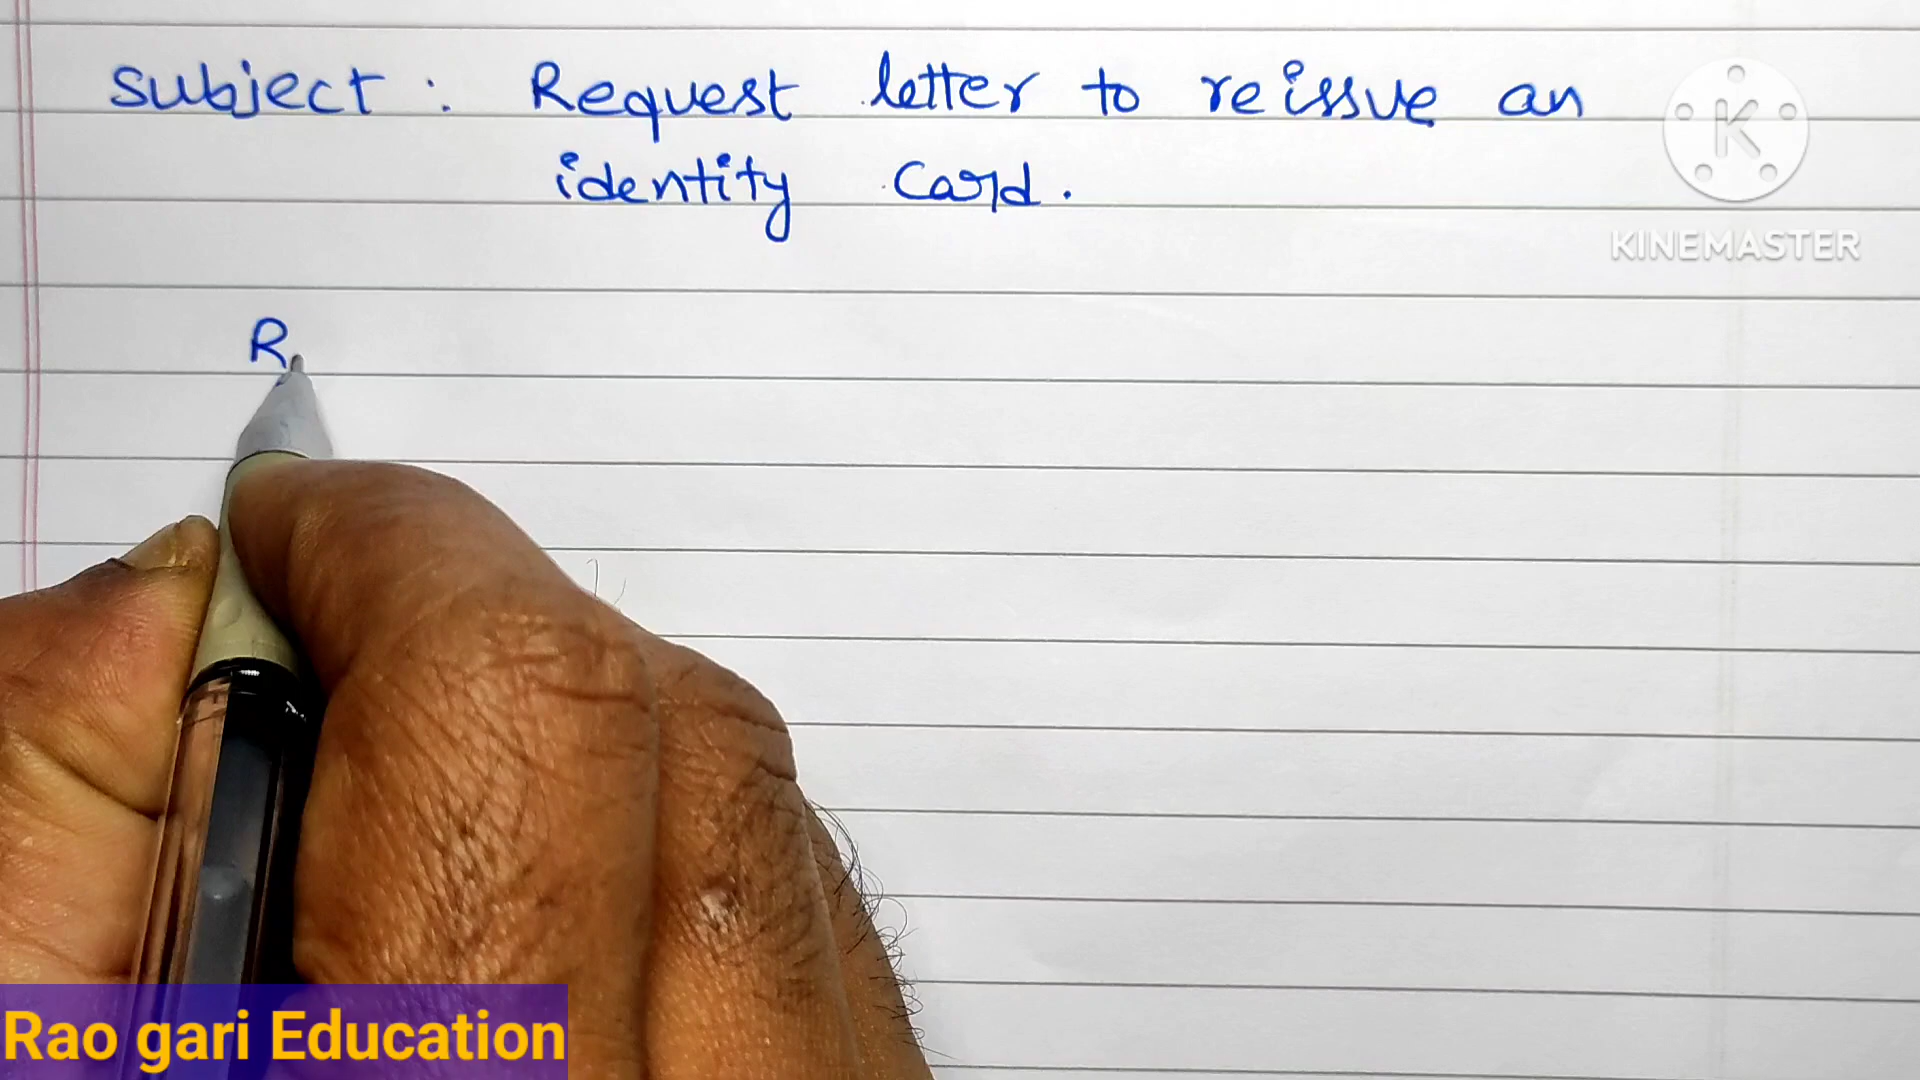 subject : Request letter to reissue an
identity card.
R
K
KINEMASTER
Rao gari Education